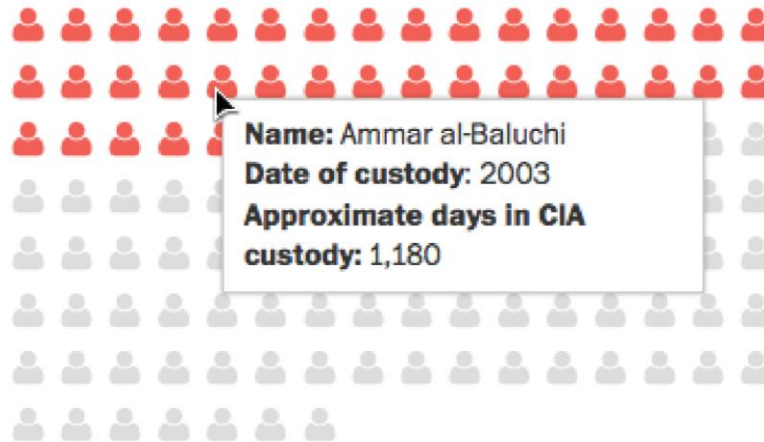 Name: Ammar al-Baluchi
Date of custody: 2003
Approximate days in CIA
custody: 1,180